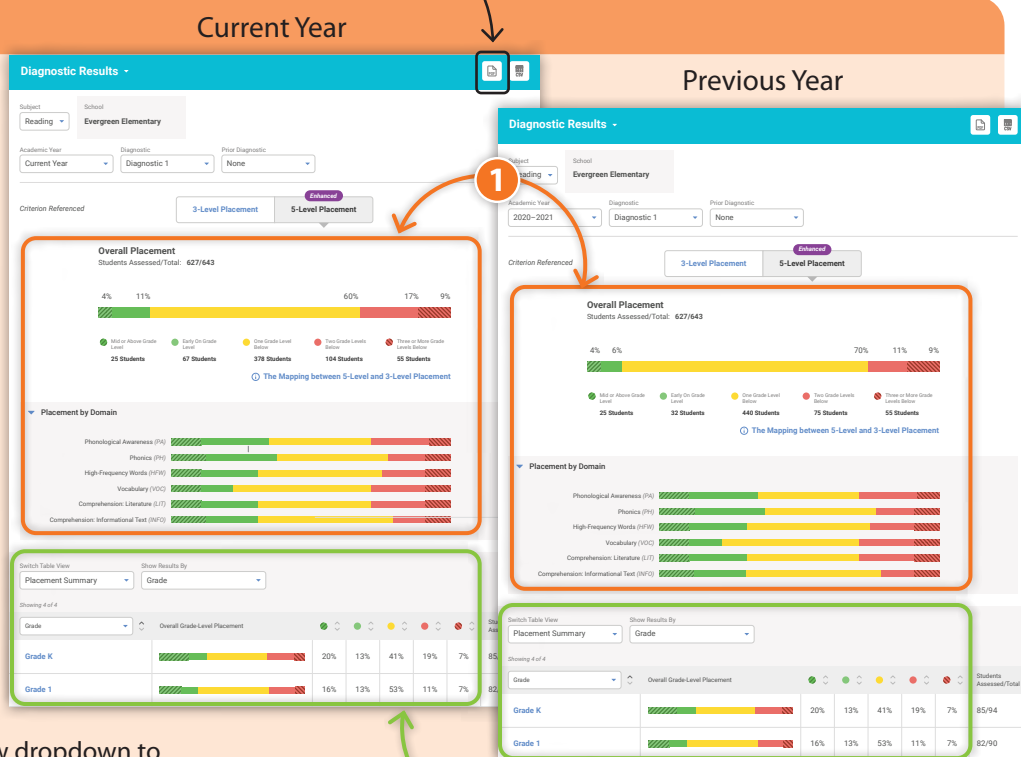 Current Year
Diagnostic Results
PDF
CSV
Subject
School
Reading
Evergreen Elementary
Academic Year
Diagnostic
Prior Diagnostic
Current Year
Diagnostic 1
None
Criterion Referenced
3-Level Placement
Enhanced
5-Level Placement
Overall Placement
Students Assessed/Total: 627/643
4% 11% 60% 17% 9%
Mid or Above Grade Level
Early On Grade Level
One Grade Level Below
Two Grade Levels Below
Three or More Grade Levels Below
25 Students 67 Students 378 Students 104 Students 55 Students
The Mapping between 5-Level and 3-Level Placement
Placement by Domain
Phonological Awareness (PA)
Phonics (PH)
High-Frequency Words (HFW)
Vocabulary (VOC)
Comprehension: Literature (LIT)
Comprehension: Informational Text (INFO)
Switch Table View
Show Results By
Placement Summary
Grade
Showing 4 of 4
Grade
Overall Grade-Level Placement
Grade K 20% 13% 41% 19% 7% 85/
Grade 1 16% 13% 53% 11% 7% 82/
dropdown to
1
Previous Year
Diagnostic Results
PDF
CSV
School
Evergreen Elementary
Academic Year
Diagnostic
Prior Diagnostic
2020–2021
Diagnostic 1
None
Criterion Referenced
3-Level Placement
Enhanced
5-Level Placement
Overall Placement
Students Assessed/Total: 627/643
4% 6% 70% 11% 9%
Mid or Above Grade Level
Early On Grade Level
One Grade Level Below
Two Grade Levels Below
Three or More Grade Levels Below
25 Students 32 Students 440 Students 75 Students 55 Students
The Mapping between 5-Level and 3-Level Placement
Placement by Domain
Phonological Awareness (PA)
Phonics (PH)
High-Frequency Words (HFW)
Vocabulary (VOC)
Comprehension: Literature (LIT)
Comprehension: Informational Text (INFO)
Switch Table View
Show Results By
Placement Summary
Grade
Showing 4 of 4
Grade
Overall Grade-Level Placement
Students Assessed/Total
Grade K 20% 13% 41% 19% 7% 85/94
Grade 1 16% 13% 53% 11% 7% 82/90